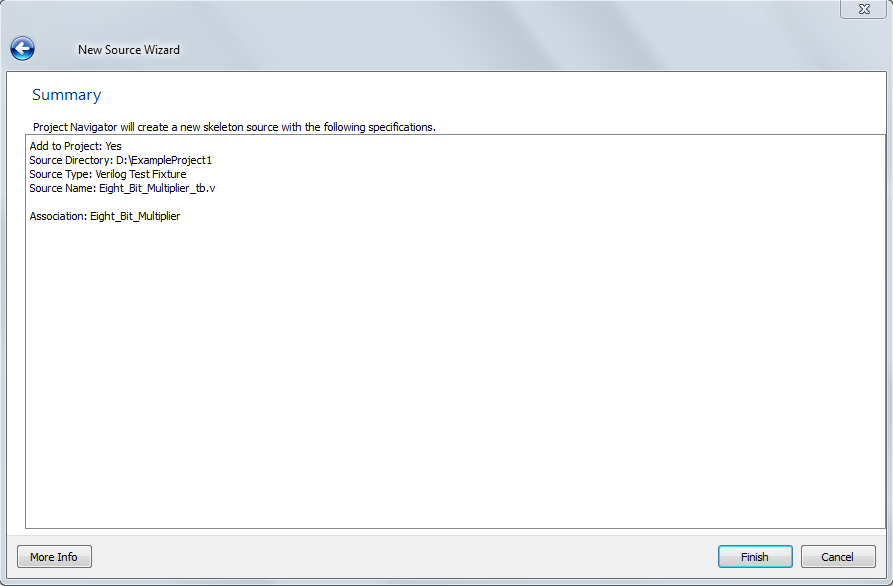 New Source Wizard
Summary
Project Navigator will create a new skeleton source with the following specifications.
Add to Project: Yes
Source Directory: D:\ExampleProject1
Source Type: Verilog Test Fixture
Source Name: Eight_Bit_Multiplier_tb.v
Association: Eight_Bit_Multiplier
More Info
Finish
Cancel